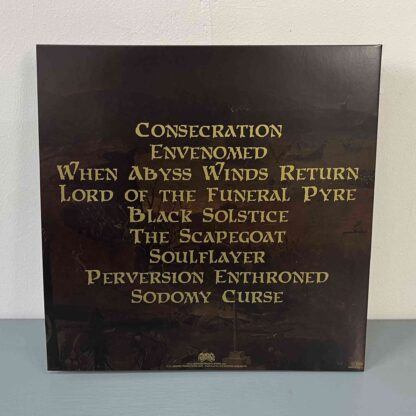 Consecration
Envenomed
When Abyss Winds Return
Lord of the Funeral Pyre
Black Solstice
The Scapegoat
Soulflayer
Perversion Enthroned
Sodomy Curse